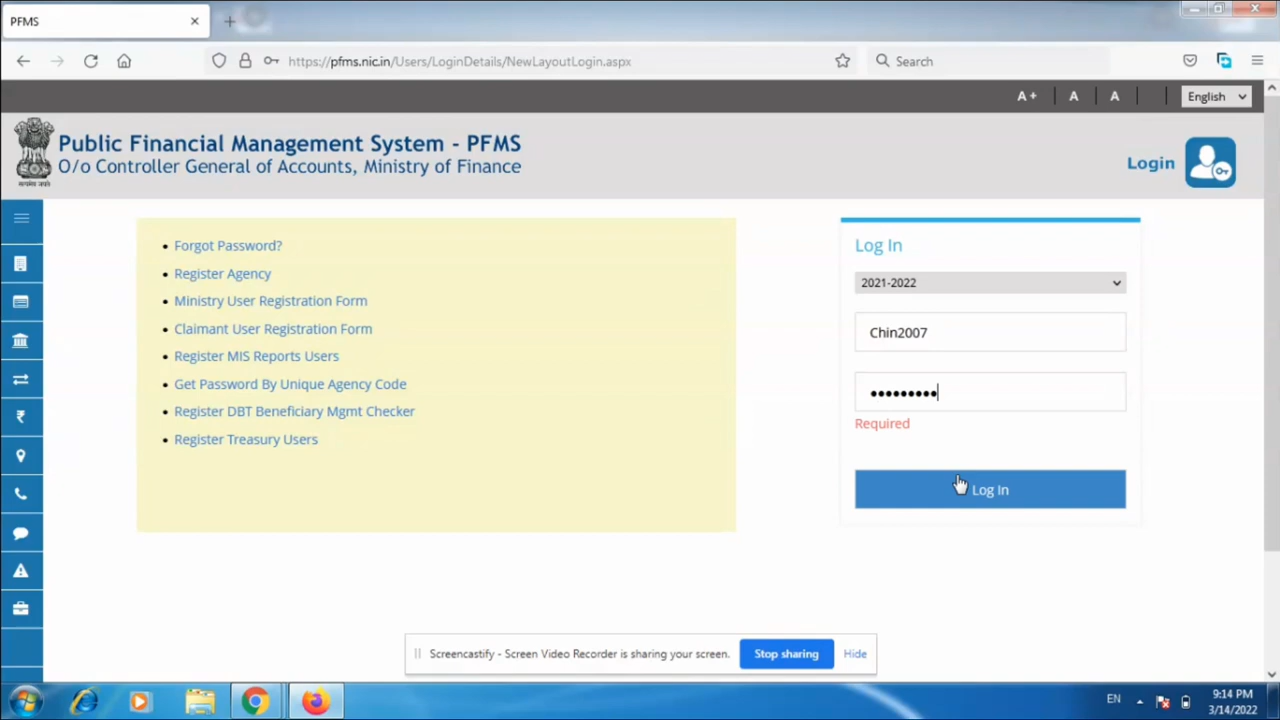 PFMS
https://pfms.nic.in/Users/LoginDetails/NewLayoutLogin.aspx
Search
A+ A A English
Public Financial Management System - PFMS
O/o Controller General of Accounts, Ministry of Finance
Login
सत्यमेव जयते
Forgot Password?
Register Agency
Ministry User Registration Form
Claimant User Registration Form
Register MIS Reports Users
Get Password By Unique Agency Code
Register DBT Beneficiary Mgmt Checker
Register Treasury Users
Log In
2021-2022
Chin2007
•••••••••
Required
Log In
Screencastify - Screen Video Recorder is sharing your screen.
Stop sharing
Hide
EN
9:14 PM
3/14/2022